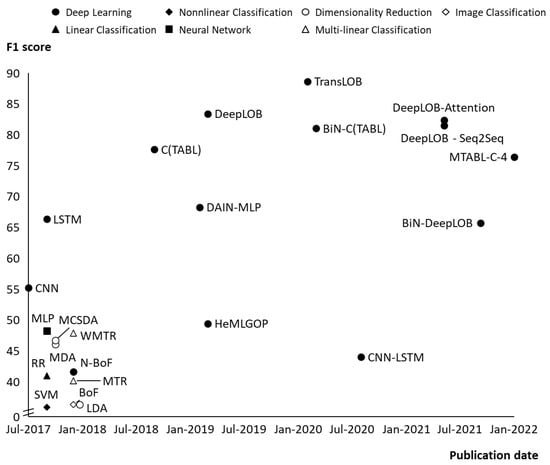 Deep Learning Nonnlinear Classification Dimensionality Reduction Image Classification
Linear Classification Neural Network Multi-linear Classification
F1 score
90
TransLOB
85
DeepLOB
DeepLOB-Attention
BiN-C(TABL)
80
DeepLOB - Seq2Seq
C(TABL)
MTABL-C-4
75
70
DAIN-MLP
LSTM
65
BiN-DeepLOB
60
55
CNN
50
MLP
MCSDA
HeMLGOP
WMTR
45
MDA
N-BoF
CNN-LSTM
RR
40
MTR
SVM
BoF
LDA
0
Jul-2017 Jan-2018 Jul-2018 Jan-2019 Jul-2019 Jan-2020 Jul-2020 Jan-2021 Jul-2021 Jan-2022
Publication date